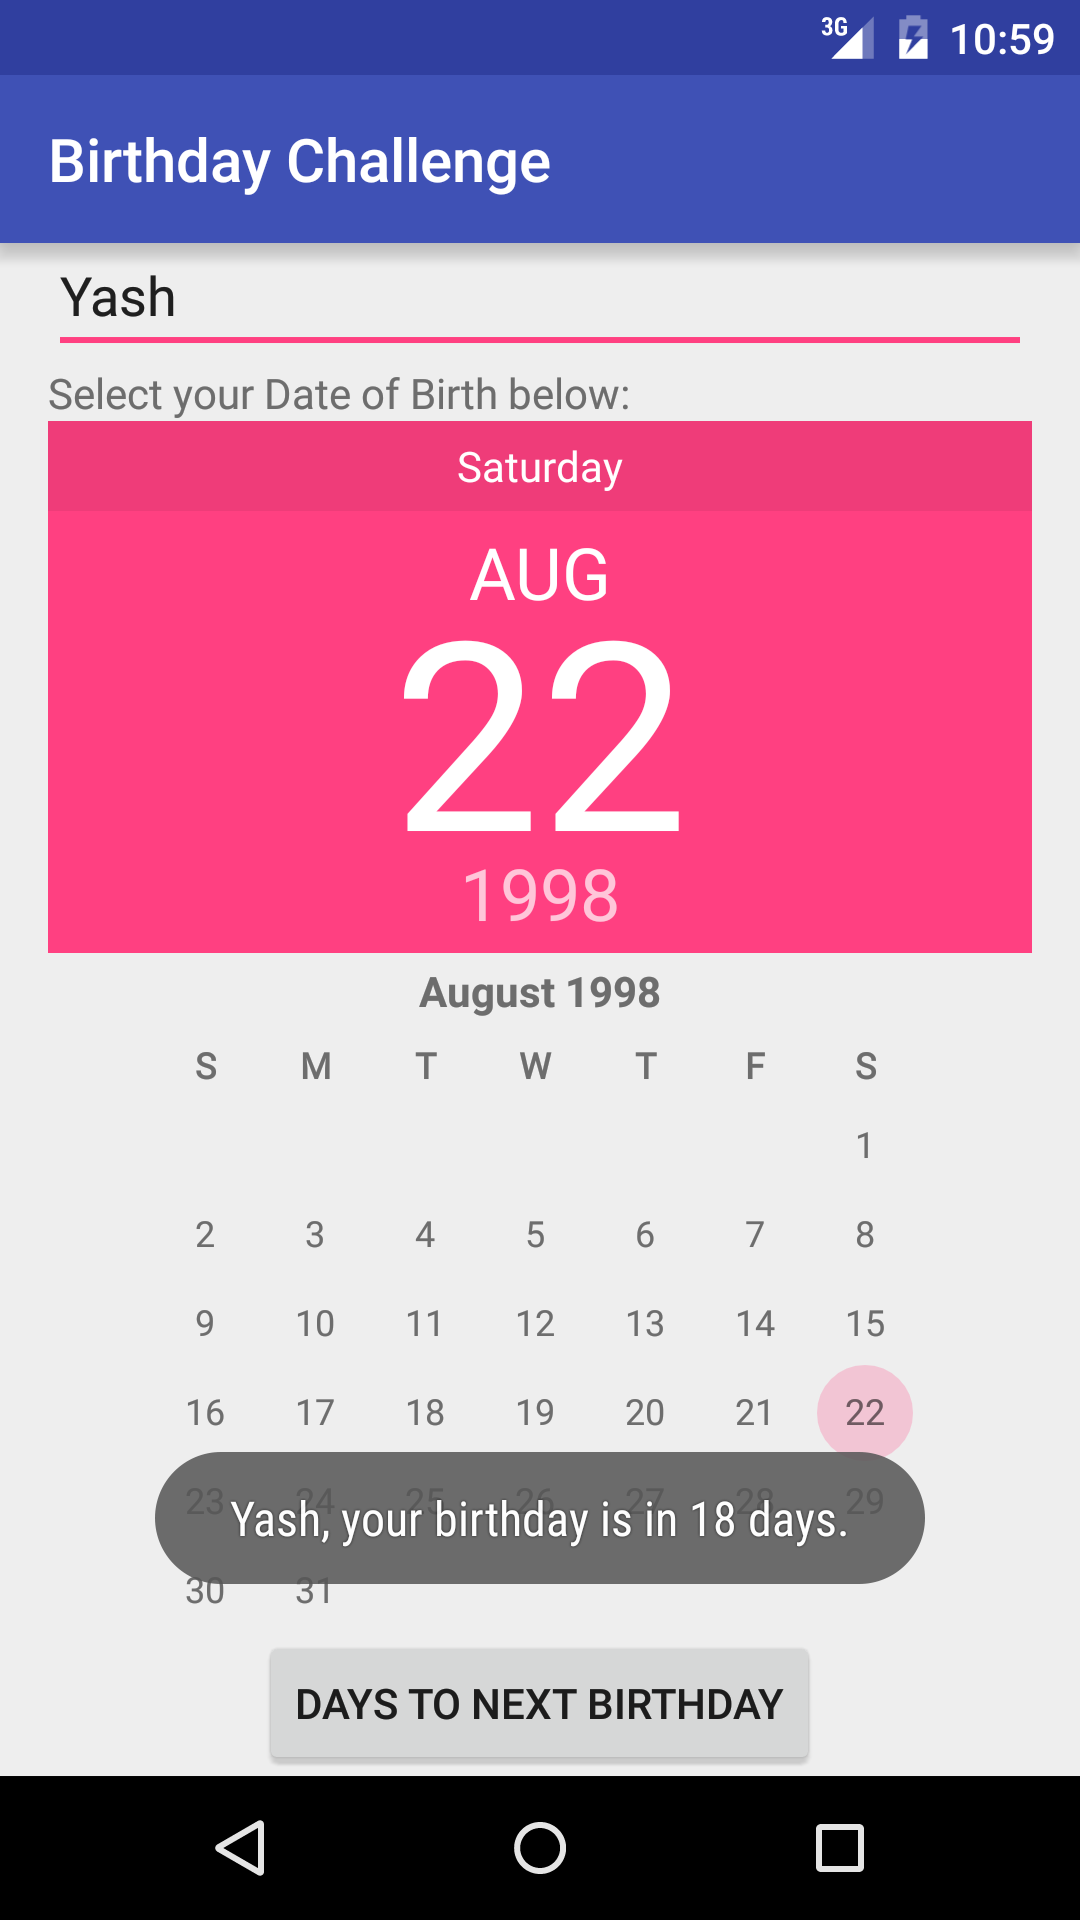 3G 10:59
Birthday Challenge
Yash
Select your Date of Birth below:
Saturday
AUG
22
1998
August 1998
S M T W T F S
1
2 3 4 5 6 7 8
9 10 11 12 13 14 15
16 17 18 19 20 21 22
23 24 25 26 27 28 29
Yash, your birthday is in 18 days.
30 31
DAYS TO NEXT BIRTHDAY